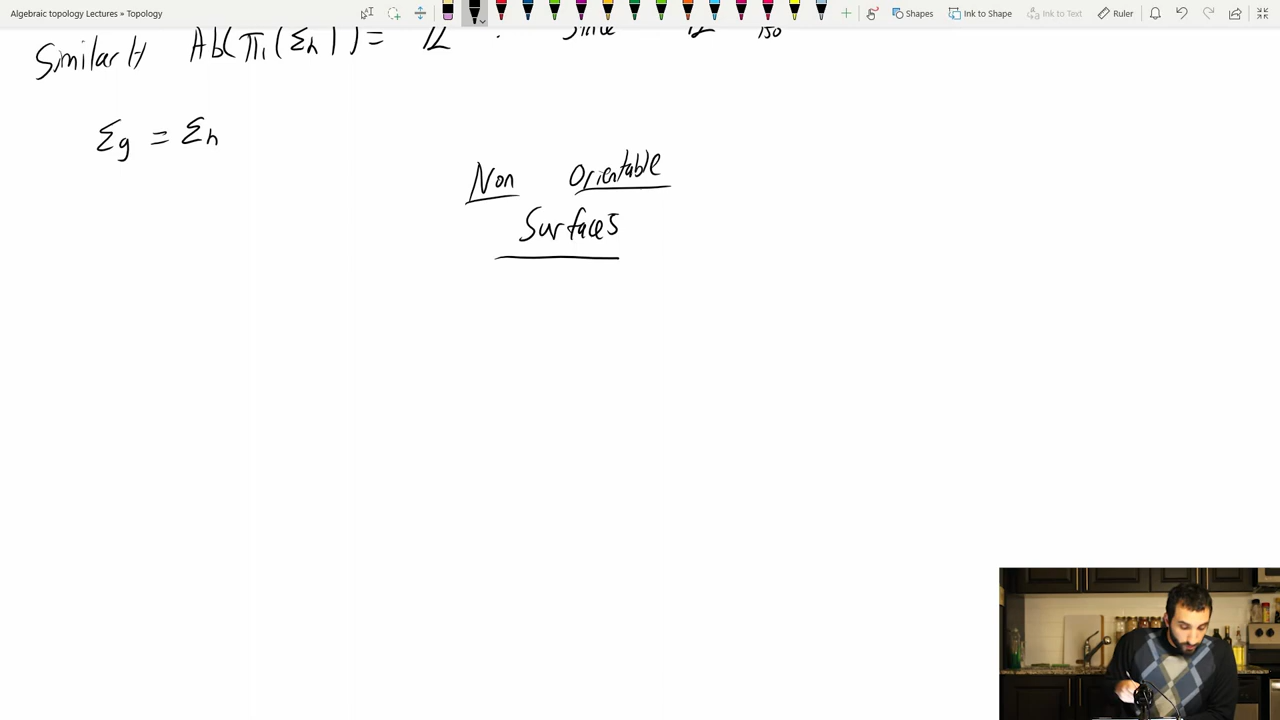 Algebraic topology Lectures » Topology
Shapes
Ink to Shape
Ink to Text
Ruler
Ab(π₁(Σh)) =
Σg = Σh
Non Orientable
Surfaces